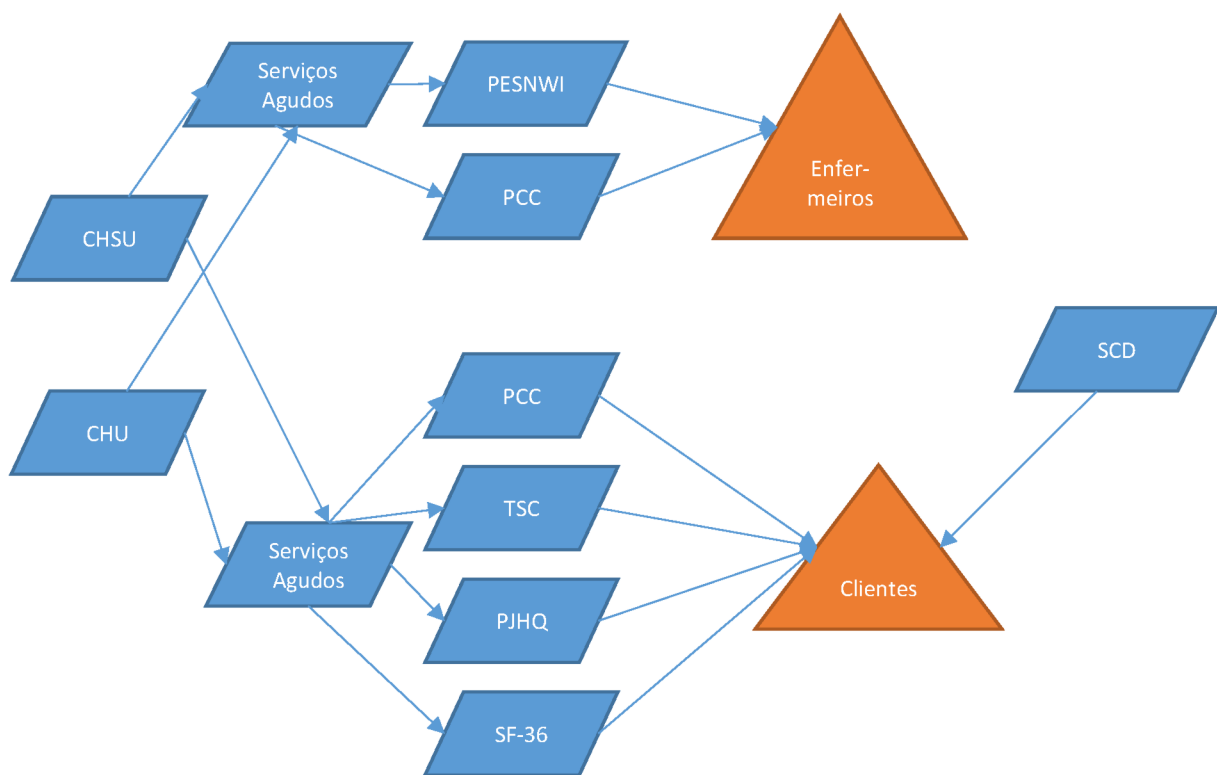 Serviços
Agudos
PESNWI
PCC
Enfer-
meiros
CHSU
SCD
PCC
CHU
TSC
Serviços
Agudos
Clientes
PJHQ
SF-36